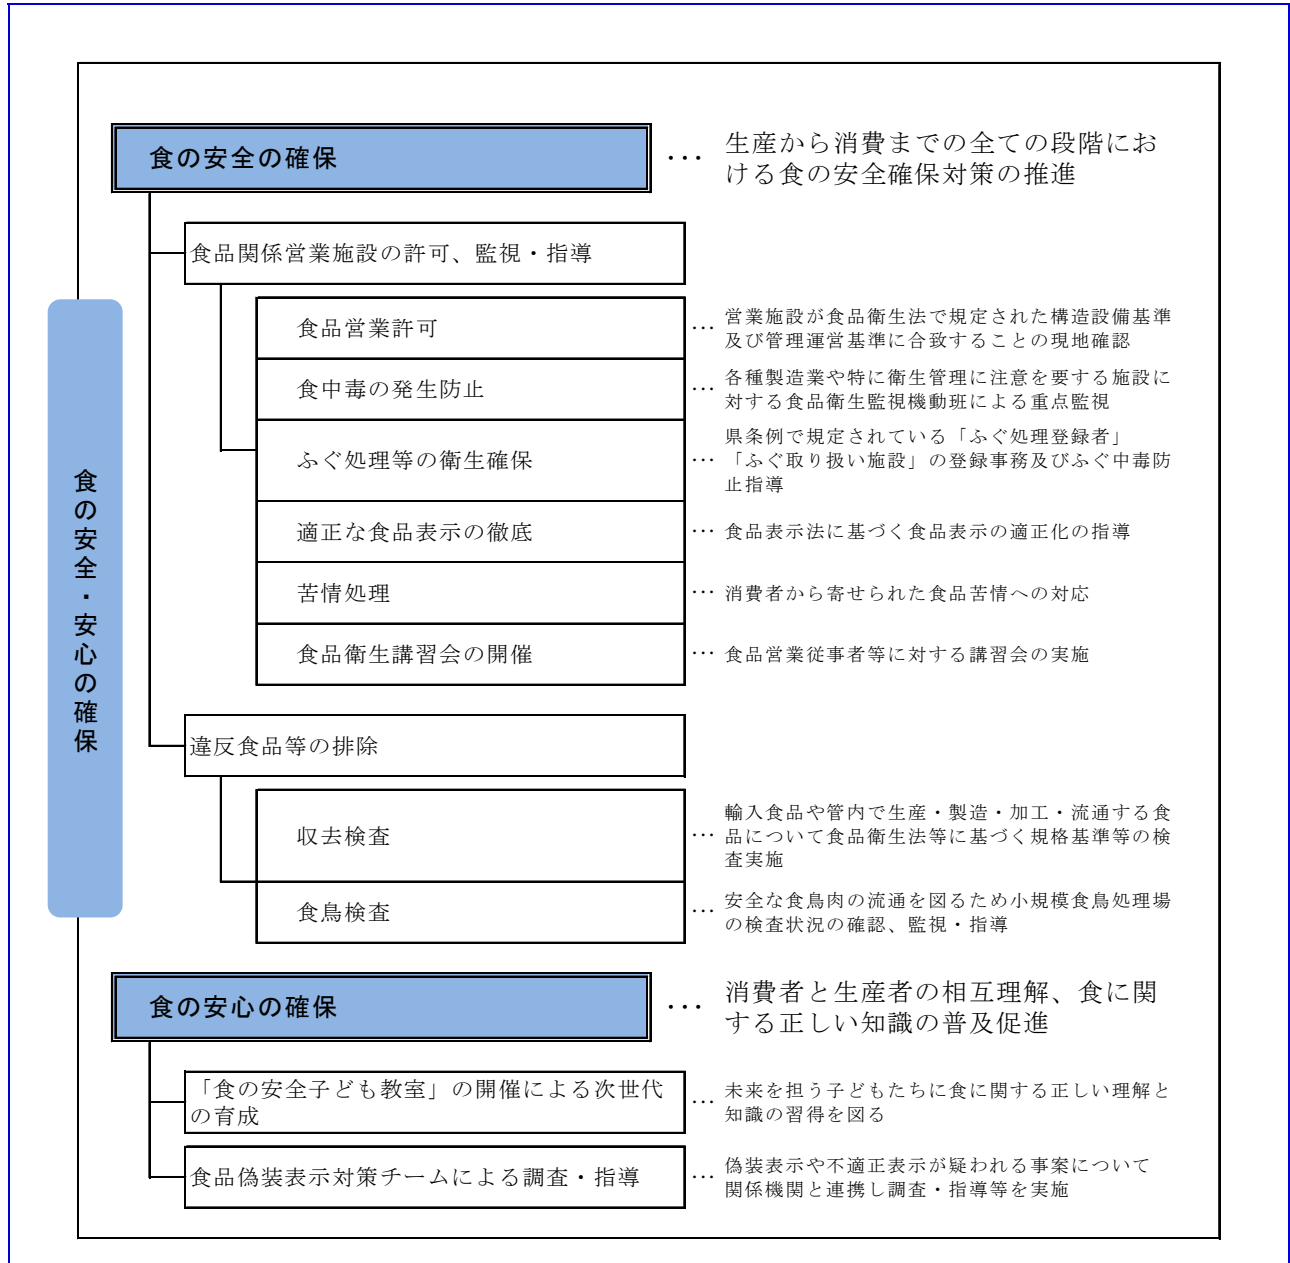 食の安全・安心の確保
食の安全の確保
･･･ 生産から消費までの全ての段階にお
ける食の安全確保対策の推進
食品関係営業施設の許可、監視・指導
食品営業許可
･･･ 営業施設が食品衛生法で規定された構造設備基準
及び管理運営基準に合致することの現地確認
食中毒の発生防止
･･･ 各種製造業や特に衛生管理に注意を要する施設に
対する食品衛生監視機動班による重点監視
ふぐ処理等の衛生確保
県条例で規定されている「ふぐ処理登録者」
･･･ 「ふぐ取り扱い施設」の登録事務及びふぐ中毒防
止指導
適正な食品表示の徹底
･･･ 食品表示法に基づく食品表示の適正化の指導
苦情処理
･･･ 消費者から寄せられた食品苦情への対応
食品衛生講習会の開催
･･･ 食品営業従事者等に対する講習会の実施
違反食品等の排除
収去検査
輸入食品や管内で生産・製造・加工・流通する食
･･･ 品について食品衛生法等に基づく規格基準等の検
査実施
食鳥検査
･･･ 安全な食鳥肉の流通を図るため小規模食鳥処理場
の検査状況の確認、監視・指導
食の安心の確保
･･･ 消費者と生産者の相互理解、食に関
する正しい知識の普及促進
「食の安全子ども教室」の開催による次世代
の育成
･･･ 未来を担う子どもたちに食に関する正しい理解と
知識の習得を図る
食品偽装表示対策チームによる調査・指導
･･･ 偽装表示や不適正表示が疑われる事案について
関係機関と連携し調査・指導等を実施